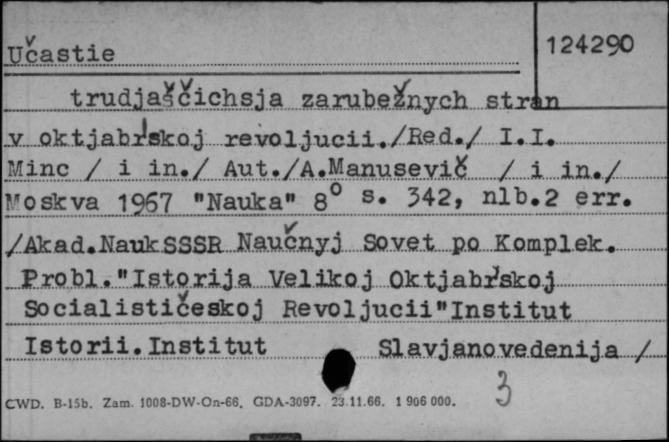 Učastie
124290
trudjaščichsja zarubežnych stran
v oktjabr'skoj revoljucii./Red./ I.I.
Minc / i in./ Aut./A.Manusevič / i in./
Moskva 1967 "Nauka" 8° s. 342, nlb.2 err.
/Akad.NaukSSSR Naučnyj Sovet po Komplek.
Probl."Istorija Velikoj Oktjabr'skoj
Socialističeskoj Revoljucii"Institut
Istorii.Institut Slavjanovedenija /
3
CWD. B-15b. Zam. 1008-DW-On-66. GDA-3097. 23.11.66. 1 906 000.